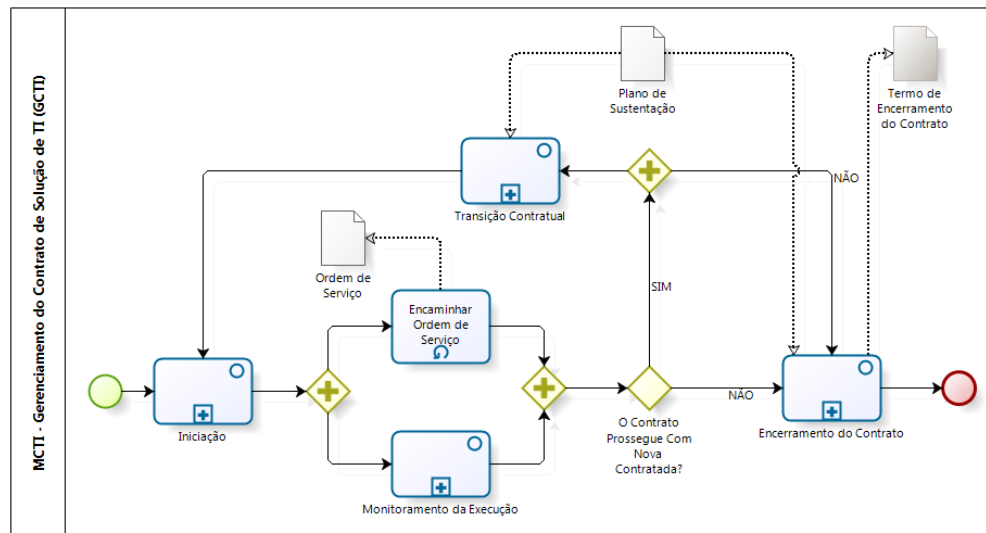 MCTI - Gerenciamento do Contrato de Solução de TI (GCTI)
Plano de
Sustentação
Termo de
Encerramento
do Contrato
NÃO
Transição Contratual
Ordem de
Serviço
SIM
Encaminhar
Ordem de
Serviço
Iniciação
NÃO
O Contrato
Prossegue Com
Nova
Contratada?
Encerramento do Contrato
Monitoramento da Execução